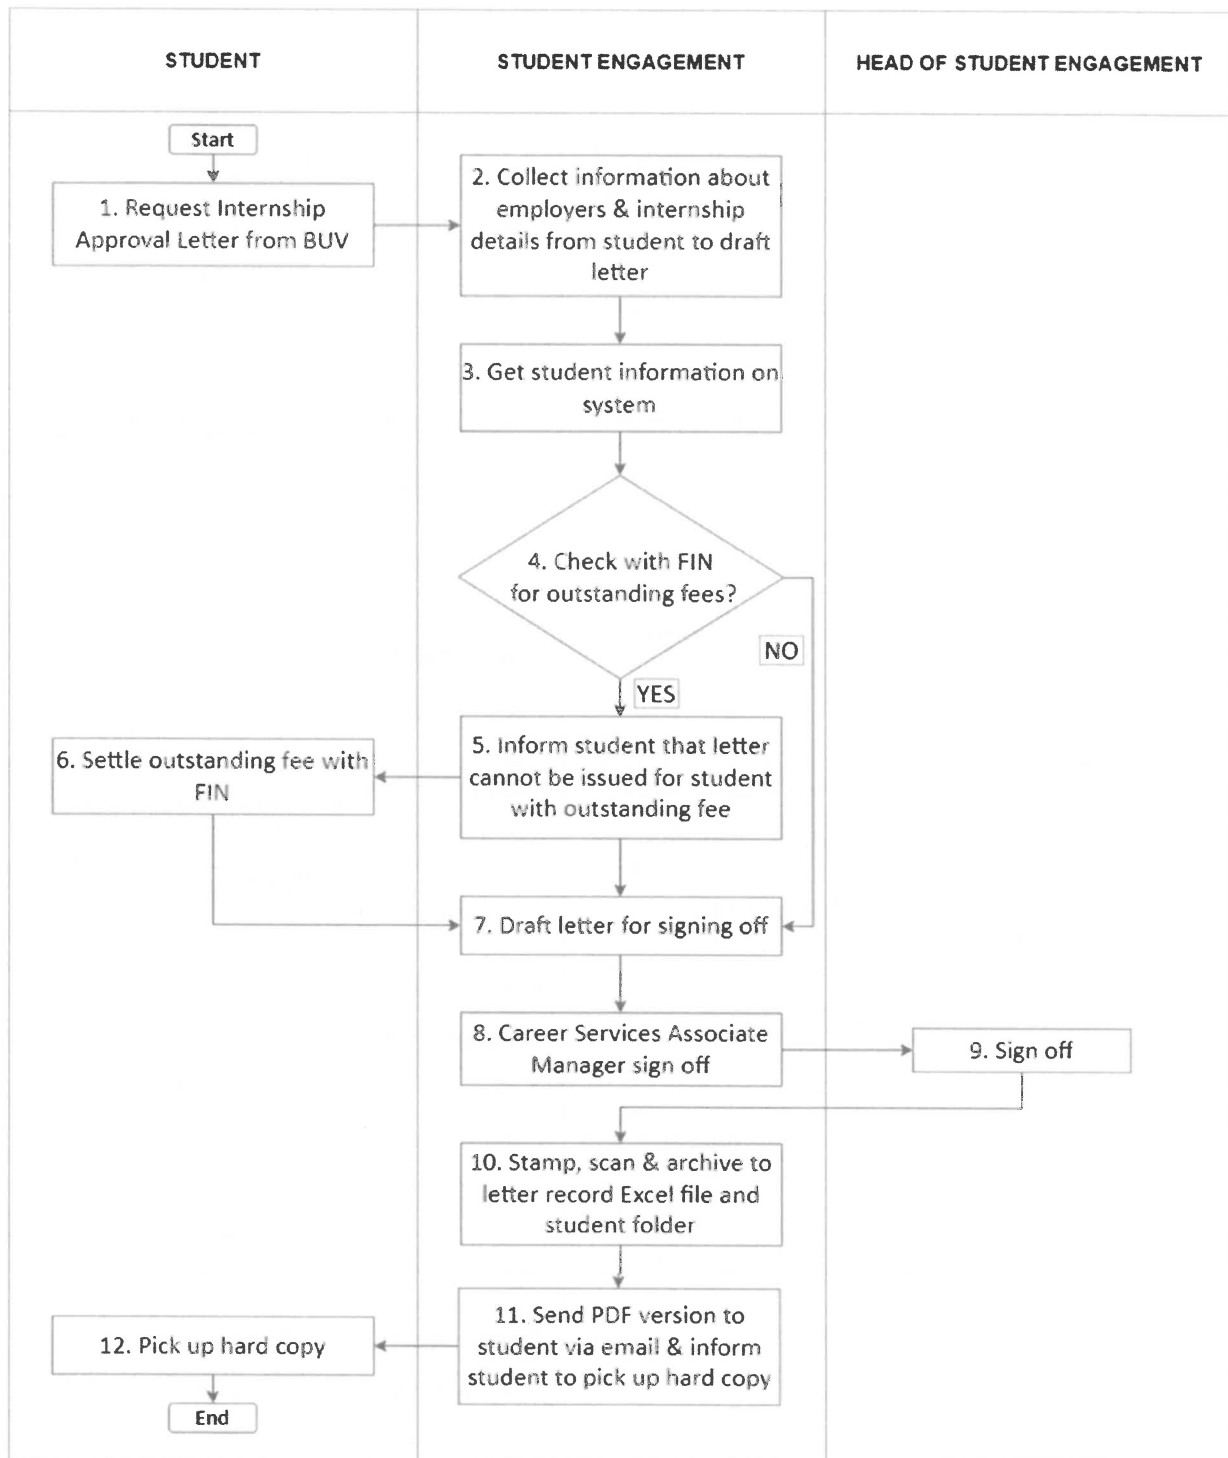 STUDENT
STUDENT ENGAGEMENT
HEAD OF STUDENT ENGAGEMENT
Start
1. Request Internship
Approval Letter from BUV
2. Collect information about
employers & internship
details from student to draft
letter
3. Get student information on
system
4. Check with FIN
for outstanding fees?
NO
YES
5. Inform student that letter
cannot be issued for student
with outstanding fee
6. Settle outstanding fee with
FIN
7. Draft letter for signing off
8. Career Services Associate
Manager sign off
9. Sign off
10. Stamp, scan & archive to
letter record Excel file and
student folder
11. Send PDF version to
student via email & inform
student to pick up hard copy
12. Pick up hard copy
End